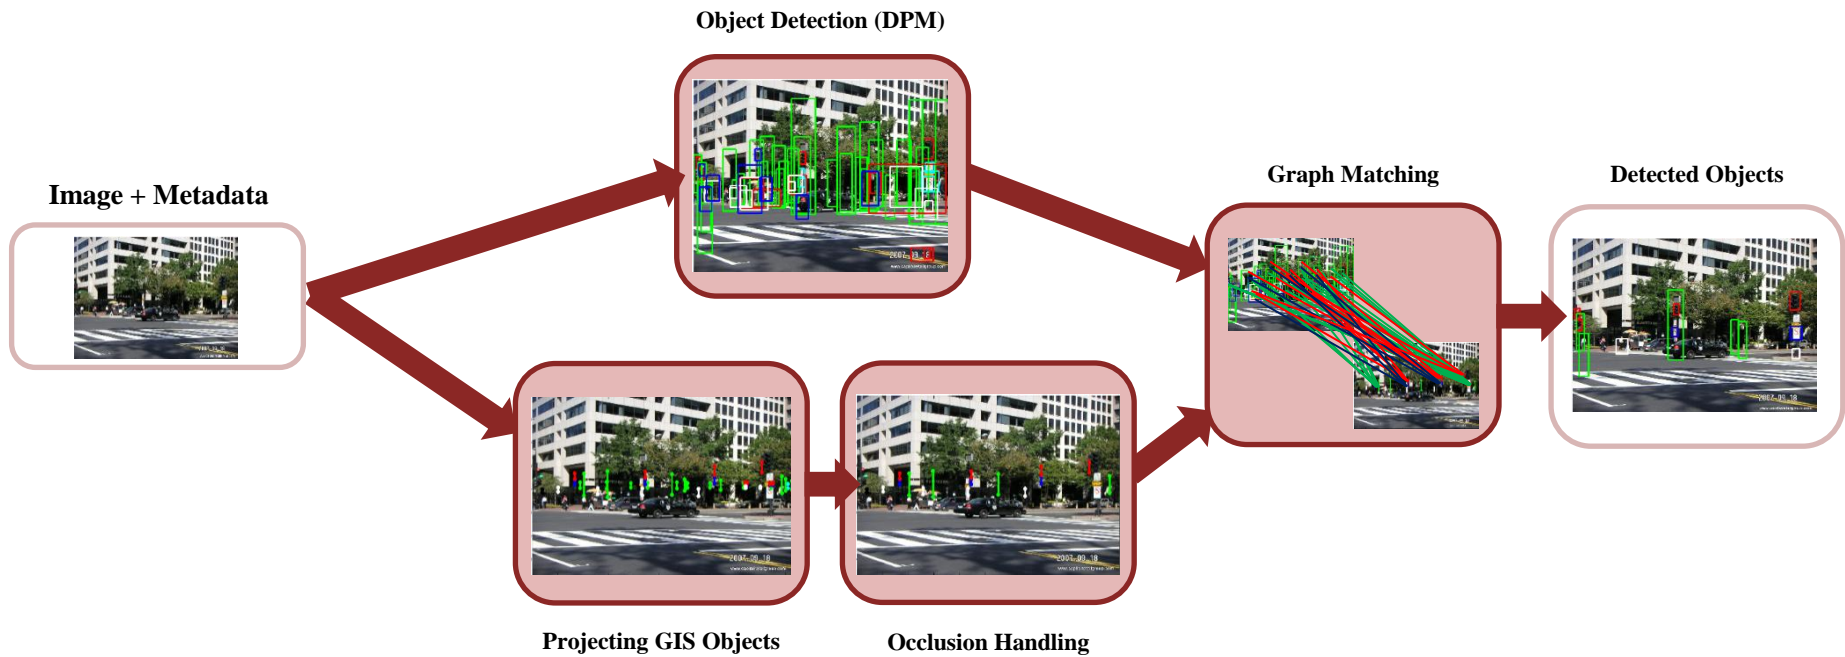 Object Detection (DPM)
Image + Metadata
Graph Matching
Detected Objects
Projecting GIS Objects
Occlusion Handling